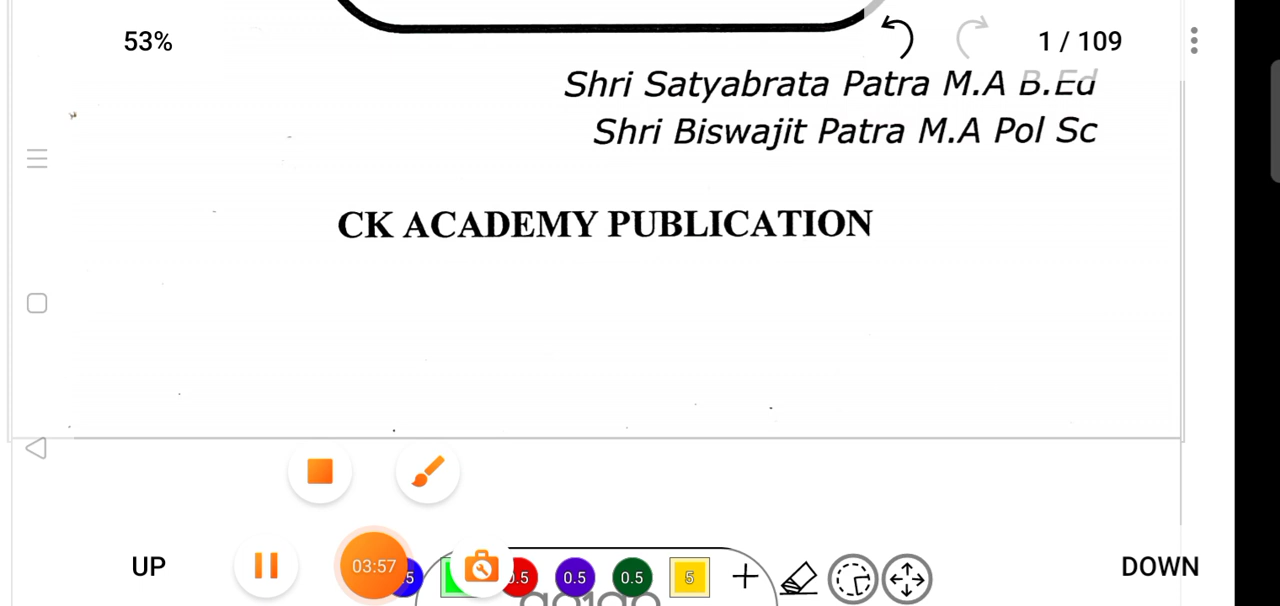 53%
1 / 109
Shri Satyabrata Patra M.A B.Ed
Shri Biswajit Patra M.A Pol Sc
CK ACADEMY PUBLICATION
UP
03:57
5
0.5
0.5
0.5
5
DOWN